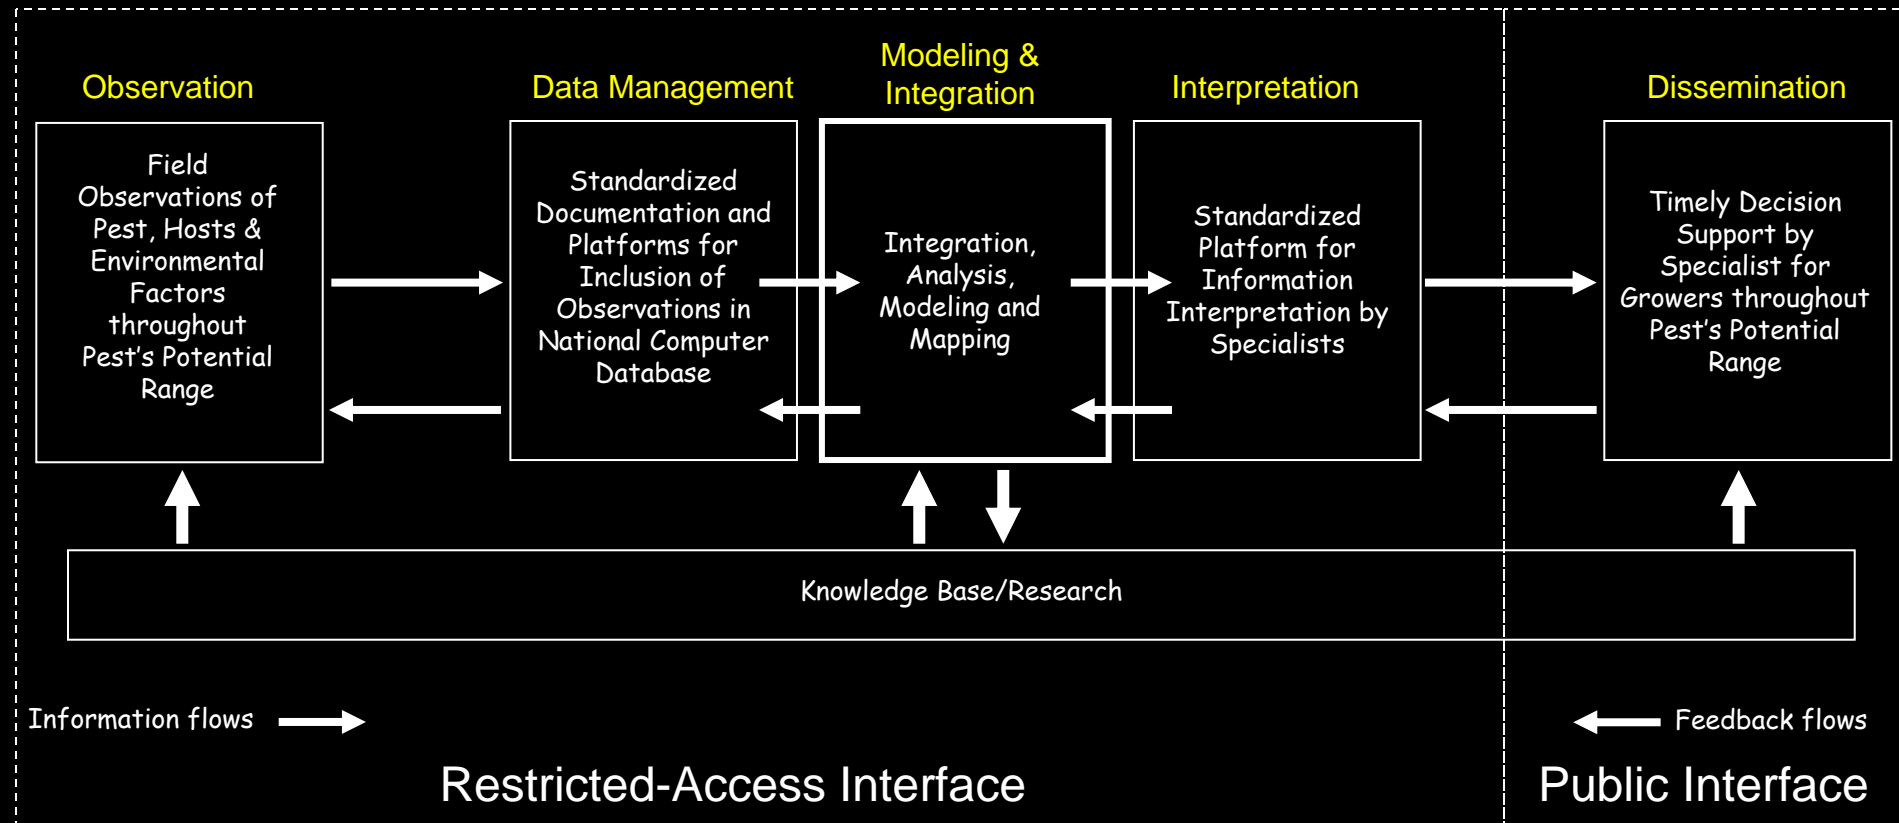 Observation
Field
Observations of
Pest, Hosts &
Environmental
Factors
throughout
Pest's Potential
Range
Data Management
Standardized
Documentation and
Platforms for
Inclusion of
Observations in
National Computer
Database
Modeling &
Integration
Integration,
Analysis,
Modeling and
Mapping
Interpretation
Standardized
Platform for
Information
Interpretation by
Specialists
Dissemination
Timely Decision
Support by
Specialist for
Growers throughout
Pest's Potential
Range
Knowledge Base/Research
Information flows
Feedback flows
Restricted-Access Interface
Public Interface